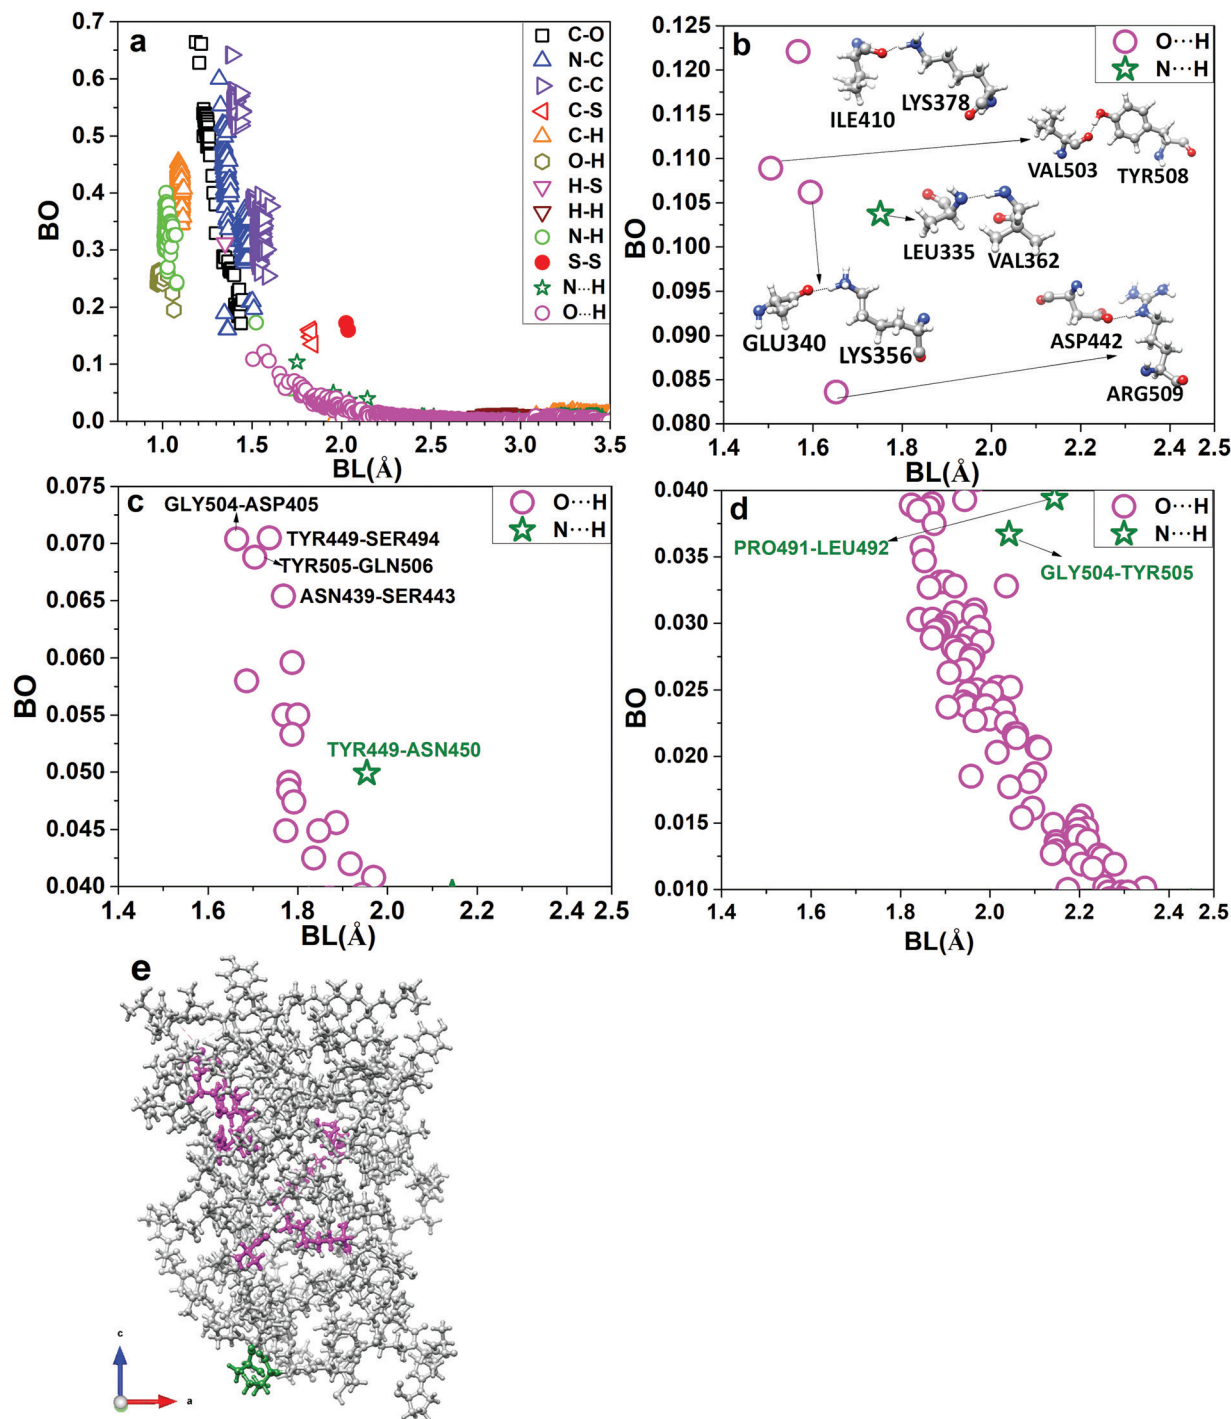 a
BO
0.7
0.6
0.5
0.4
0.3
0.2
0.1
0.0
1.0 1.5 2.0 2.5 3.0 3.5
BL(Å)
C-O
N-C
C-C
C-S
C-H
O-H
H-S
H-H
N-H
S-S
N···H
O···H
b
BO
0.125
0.120
0.115
0.110
0.105
0.100
0.095
0.090
0.085
0.080
1.4 1.6 1.8 2.0 2.2 2.4 2.5
BL(Å)
O···H
N···H
ILE410
LYS378
VAL503
TYR508
LEU335
VAL362
GLU340
LYS356
ASP442
ARG509
c
BO
0.075
0.070
0.065
0.060
0.055
0.050
0.045
0.040
1.4 1.6 1.8 2.0 2.2 2.4 2.5
BL(Å)
O···H
N···H
GLY504-ASP405
TYR449-SER494
TYR505-GLN506
ASN439-SER443
TYR449-ASN450
d
BO
0.040
0.035
0.030
0.025
0.020
0.015
0.010
1.4 1.6 1.8 2.0 2.2 2.4 2.5
BL(Å)
O···H
N···H
PRO491-LEU492
GLY504-TYR505
e
c
a